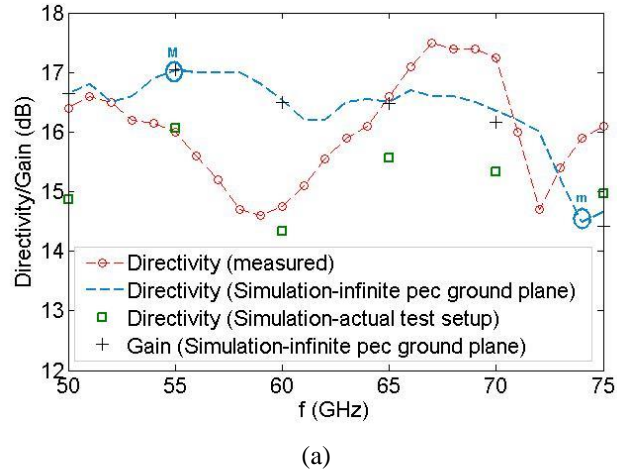 18
17
16
15
14
13
12
Directivity/Gain (dB)
M
m
Directivity (measured)
Directivity (Simulation-infinite pec ground plane)
Directivity (Simulation-actual test setup)
Gain (Simulation-infinite pec ground plane)
50 55 60 65 70 75
f (GHz)
(a)